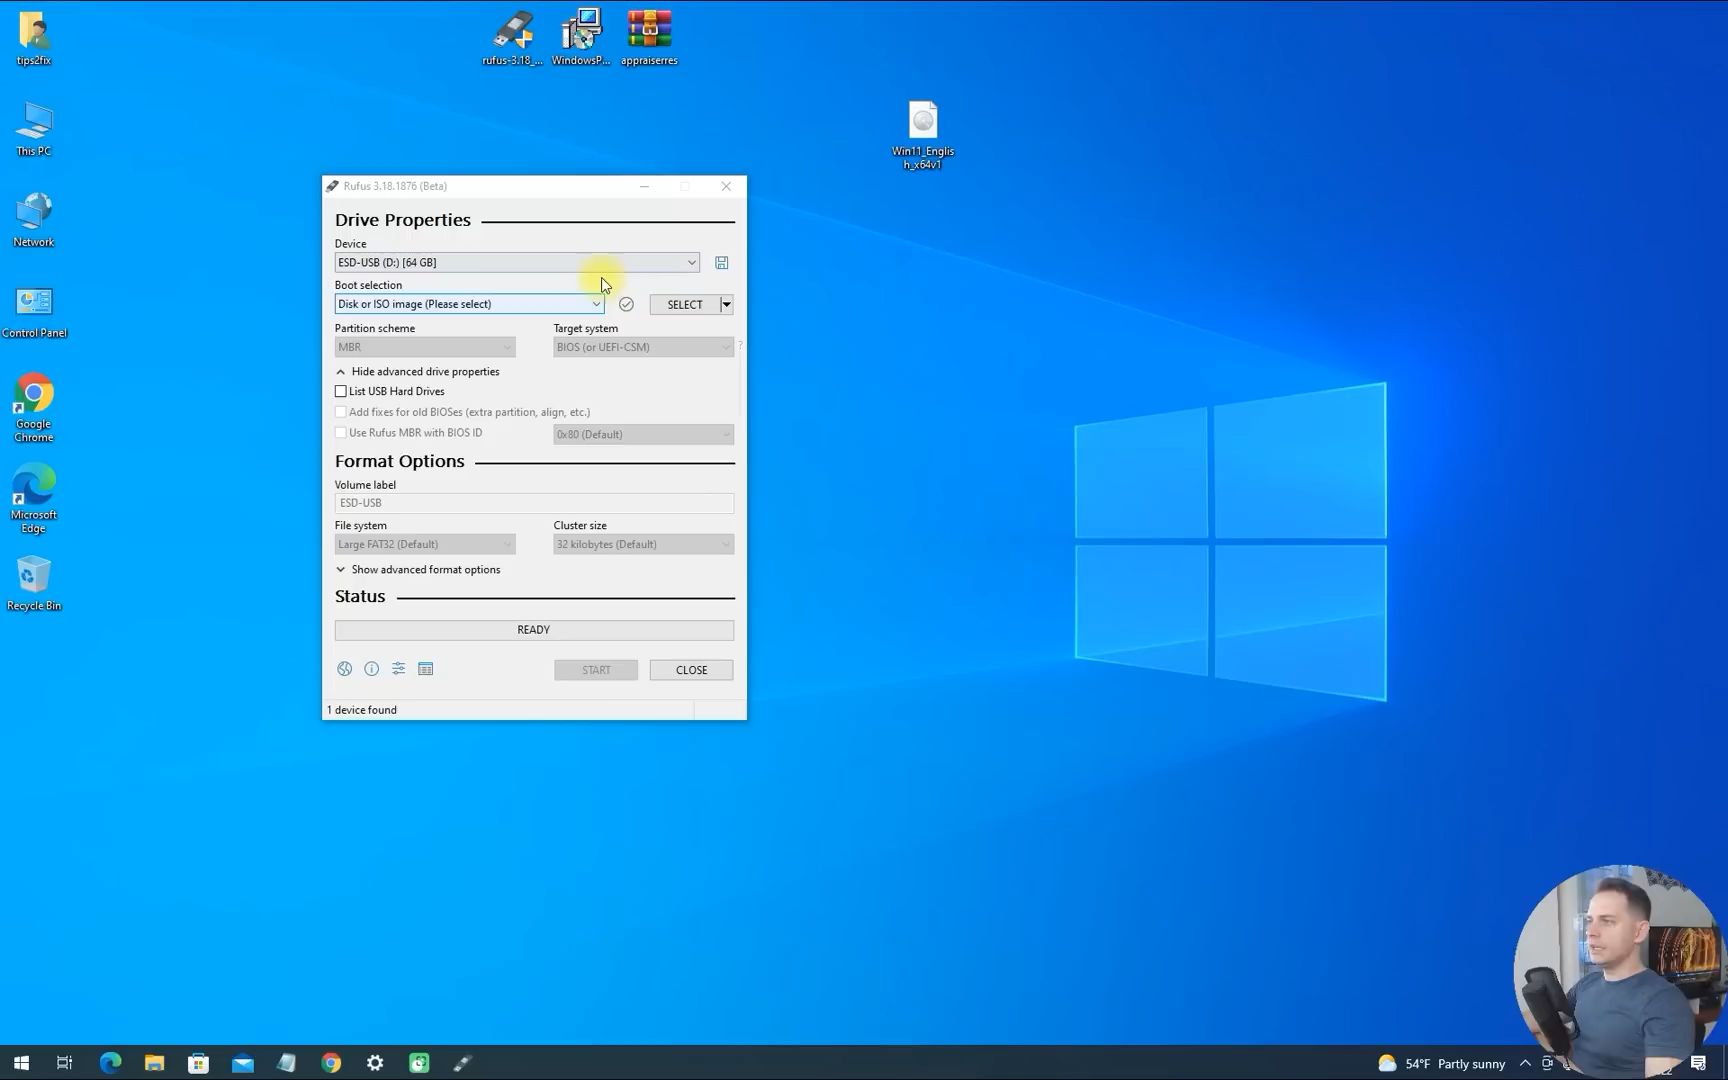 tips2fix
rufus-3.18_...
WindowsP...
appraiserres
This PC
Win11_Englis
h_x64v1
Network
Control Panel
Google
Chrome
Microsoft
Edge
Recycle Bin
Rufus 3.18.1876 (Beta)
Drive Properties
Device
ESD-USB (D:) [64 GB]
Boot selection
Disk or ISO image (Please select)
SELECT
Partition scheme
Target system
MBR
BIOS (or UEFI-CSM)
?
Hide advanced drive properties
List USB Hard Drives
Add fixes for old BIOSes (extra partition, align, etc.)
Use Rufus MBR with BIOS ID
0x80 (Default)
Format Options
Volume label
ESD-USB
File system
Cluster size
Large FAT32 (Default)
32 kilobytes (Default)
Show advanced format options
Status
READY
START
CLOSE
1 device found
54°F Partly sunny